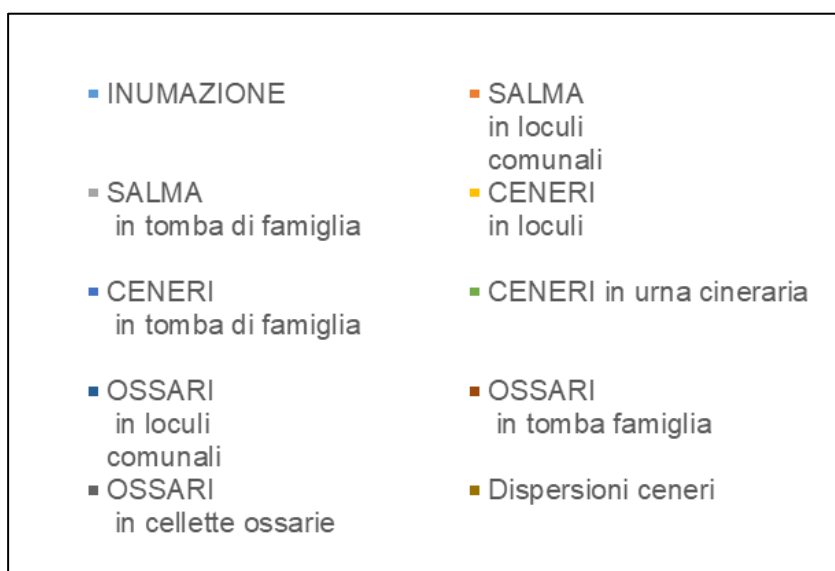 INUMAZIONE
SALMA
in loculi
comunali
SALMA
in tomba di famiglia
CENERI
in loculi
CENERI
in tomba di famiglia
CENERI in urna cineraria
OSSARI
in loculi
comunali
OSSARI
in tomba famiglia
OSSARI
in cellette ossarie
Dispersioni ceneri